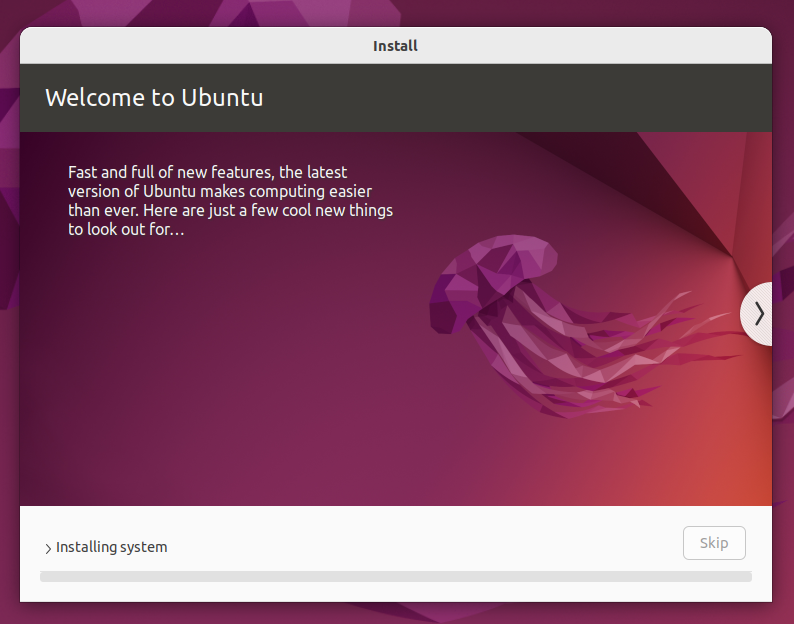 Install
Welcome to Ubuntu
Fast and full of new features, the latest
version of Ubuntu makes computing easier
than ever. Here are just a few cool new things
to look out for…
Installing system
Skip